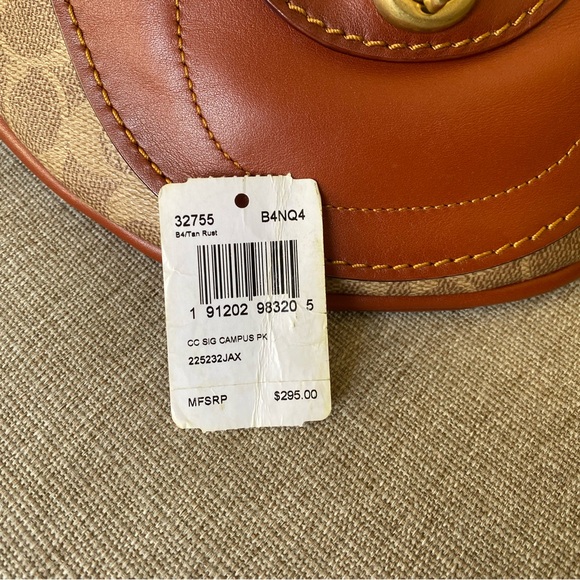 32755 B4NQ4
B4/Tan Rust
1 91202 98320 5
CC SIG CAMPUS PK
225232JAX
MFSRP $295.00